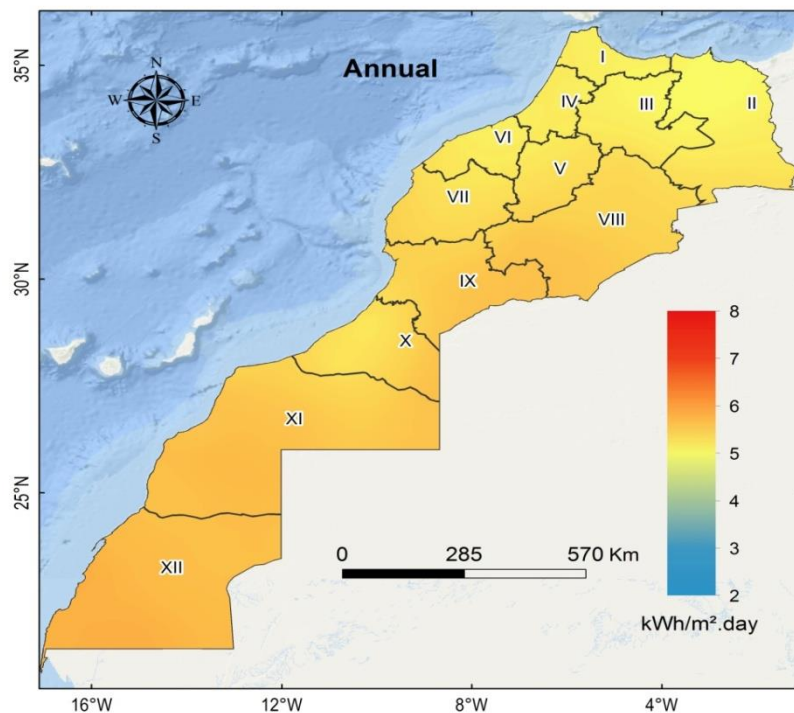 Annual
35°N
30°N
25°N
N
W
E
S
I
II
III
IV
V
VI
VII
VIII
IX
X
XI
XII
8
7
6
5
4
3
2
kWh/m².day
0 285 570 Km
16°W 12°W 8°W 4°W